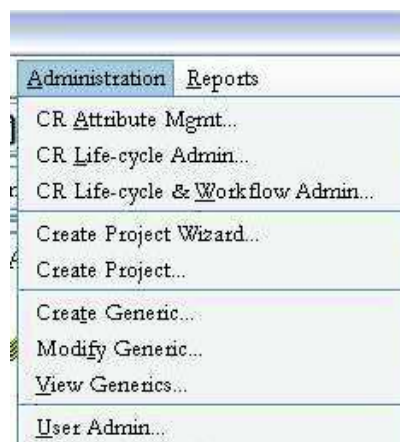 Administration Reports
CR Attribute Mgmt...
CR Life-cycle Admin...
CR Life-cycle & Workflow Admin...
Create Project Wizard...
Create Project...
Create Generic...
Modify Generic...
View Generics...
User Admin...